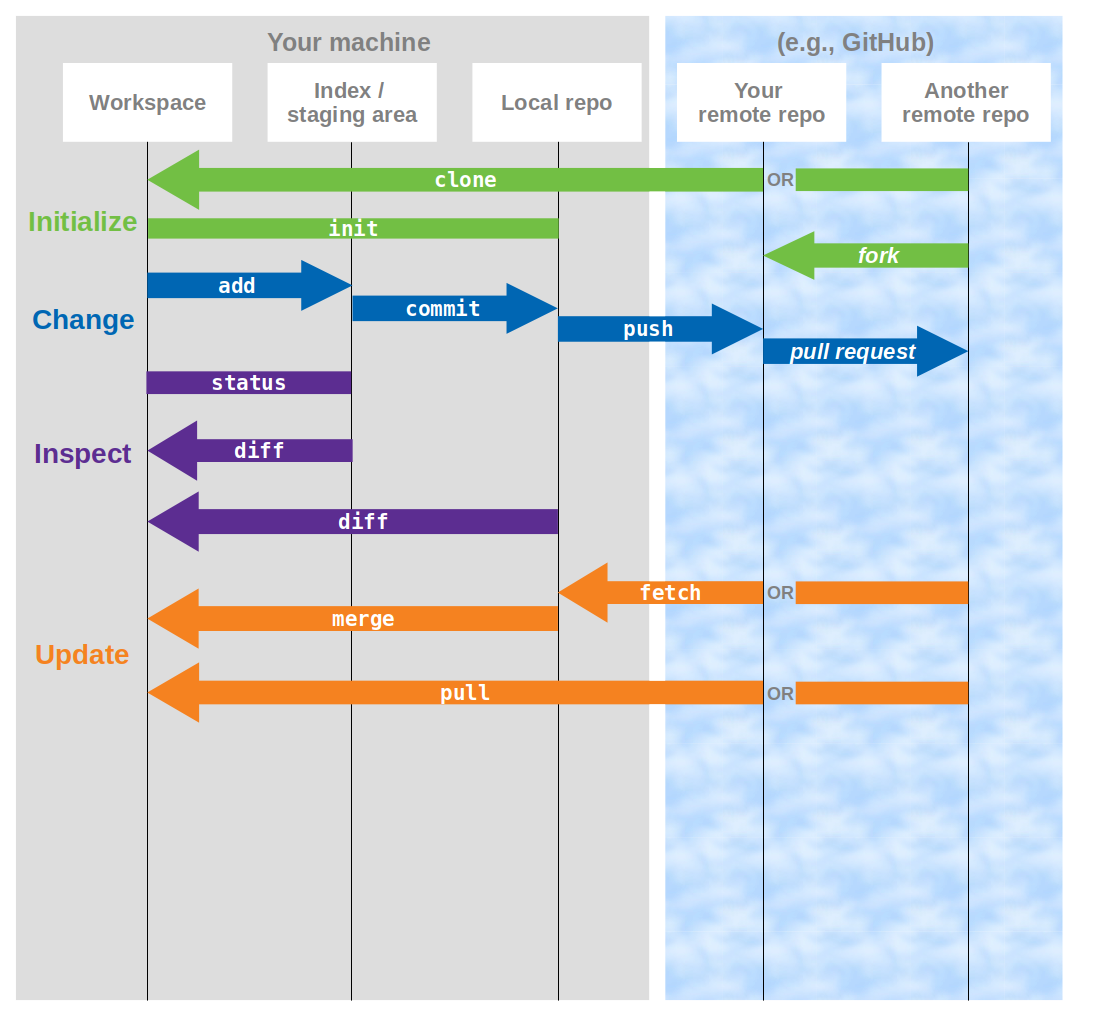 Your machine
(e.g., GitHub)
Workspace
Index /
staging area
Local repo
Your
remote repo
Another
remote repo
clone
OR
Initialize
init
fork
add
commit
Change
push
pull request
status
Inspect
diff
diff
fetch
OR
merge
Update
pull
OR